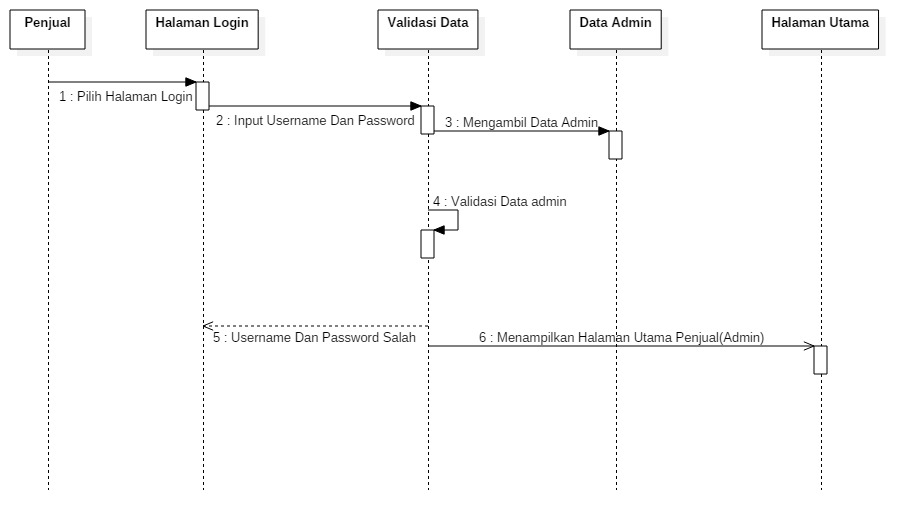 Penjual
Halaman Login
Validasi Data
Data Admin
Halaman Utama
1 : Pilih Halaman Login
2 : Input Username Dan Password
3 : Mengambil Data Admin
4 : Validasi Data admin
5 : Username Dan Password Salah
6 : Menampilkan Halaman Utama Penjual(Admin)